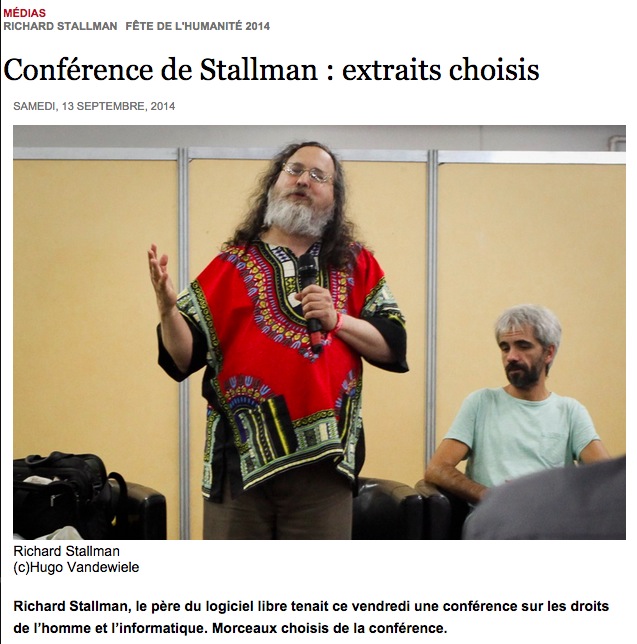 MÉDIAS
RICHARD STALLMAN FÊTE DE L'HUMANITÉ 2014
Conférence de Stallman : extraits choisis
SAMEDI, 13 SEPTEMBRE, 2014
Richard Stallman
(c)Hugo Vandewiele
Richard Stallman, le père du logiciel libre tenait ce vendredi une conférence sur les droits
de l’homme et l’informatique. Morceaux choisis de la conférence.